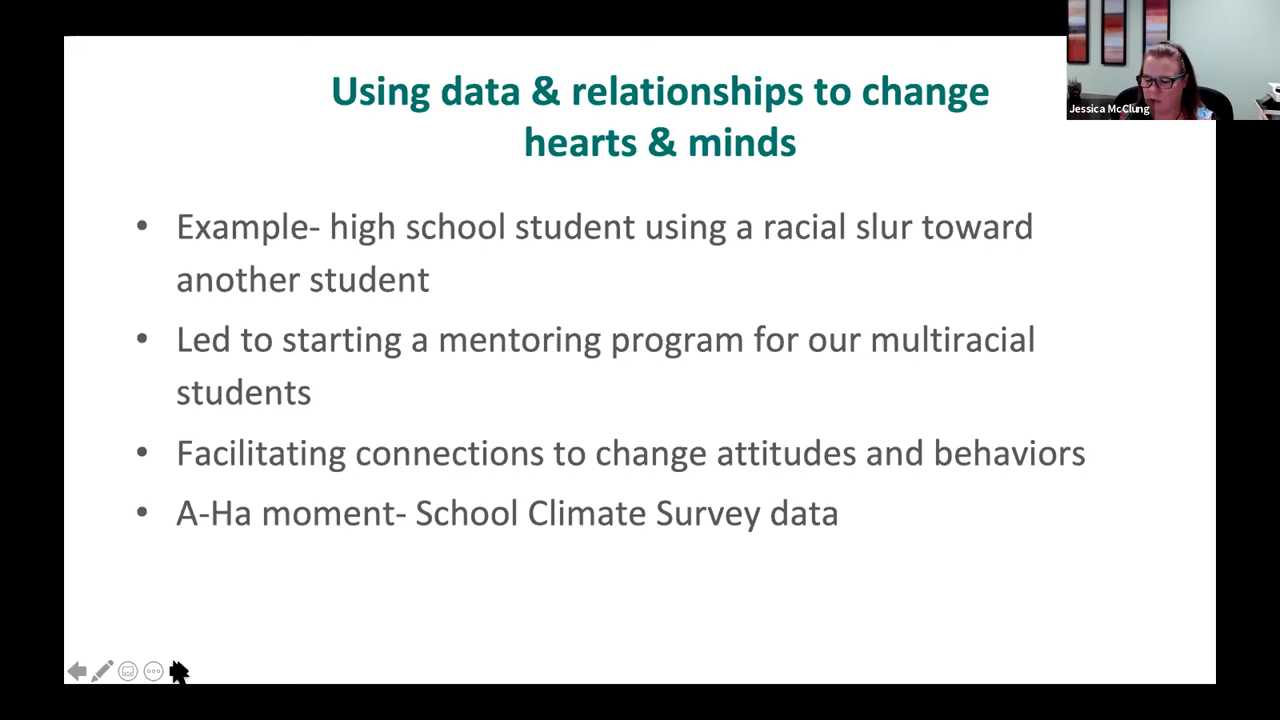 Using data & relationships to change
hearts & minds
Jessica McClung
• Example- high school student using a racial slur toward
another student
• Led to starting a mentoring program for our multiracial
students
• Facilitating connections to change attitudes and behaviors
• A-Ha moment- School Climate Survey data